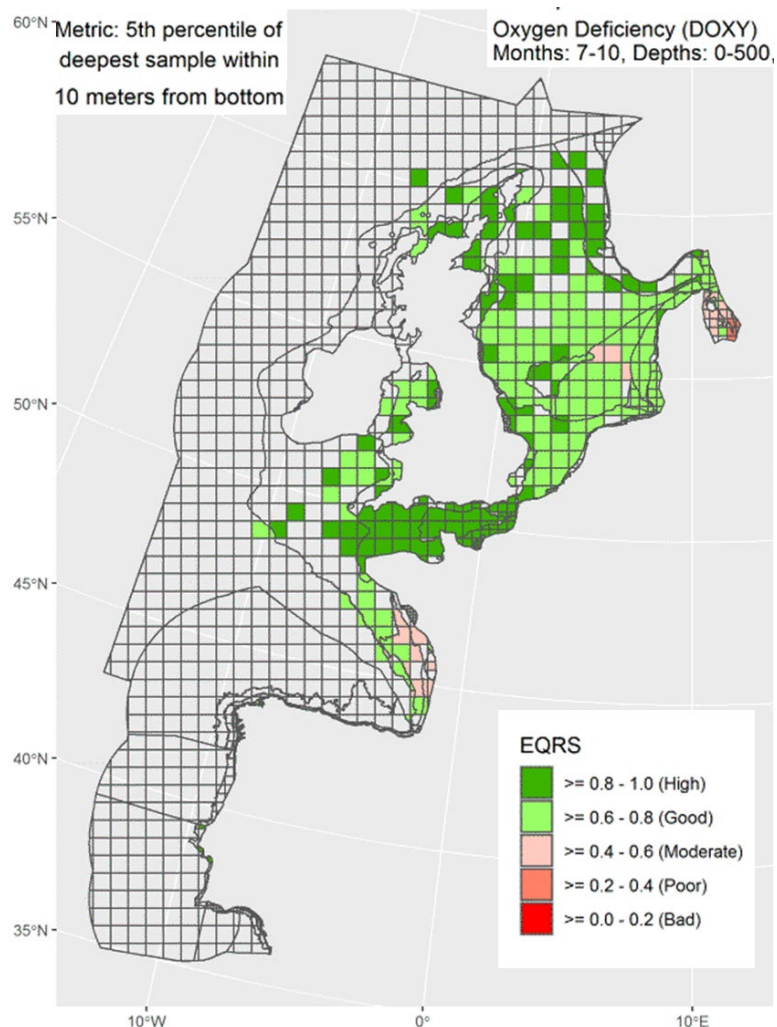 Metric: 5th percentile of
deepest sample within
10 meters from bottom
Oxygen Deficiency (DOXY)
Months: 7-10, Depths: 0-500,
60°N
55°N
50°N
45°N
40°N
35°N
10°W
0°
10°E
EQRS
>= 0.8 - 1.0 (High)
>= 0.6 - 0.8 (Good)
>= 0.4 - 0.6 (Moderate)
>= 0.2 - 0.4 (Poor)
>= 0.0 - 0.2 (Bad)